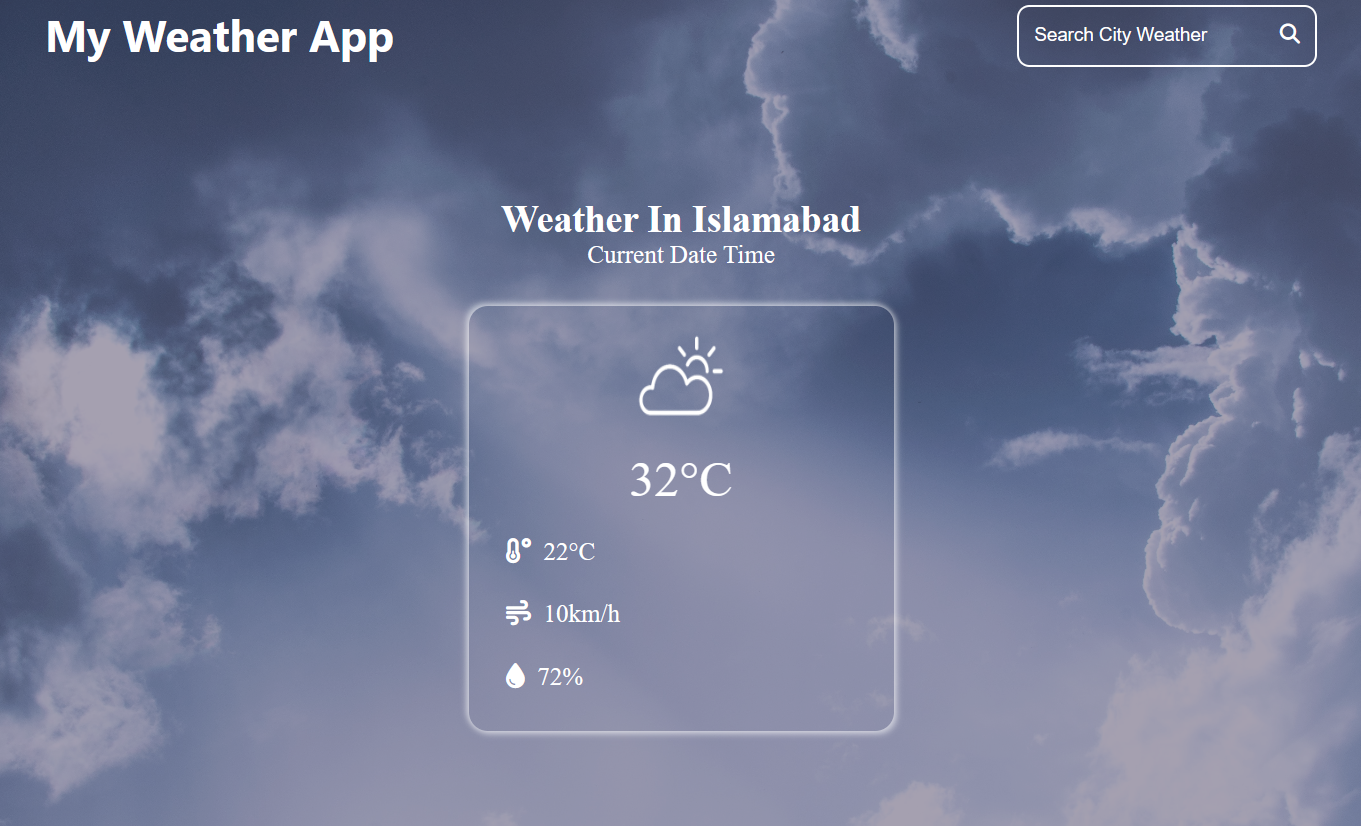 My Weather App
Search City Weather
Weather In Islamabad
Current Date Time
32°C
22°C
10km/h
72%